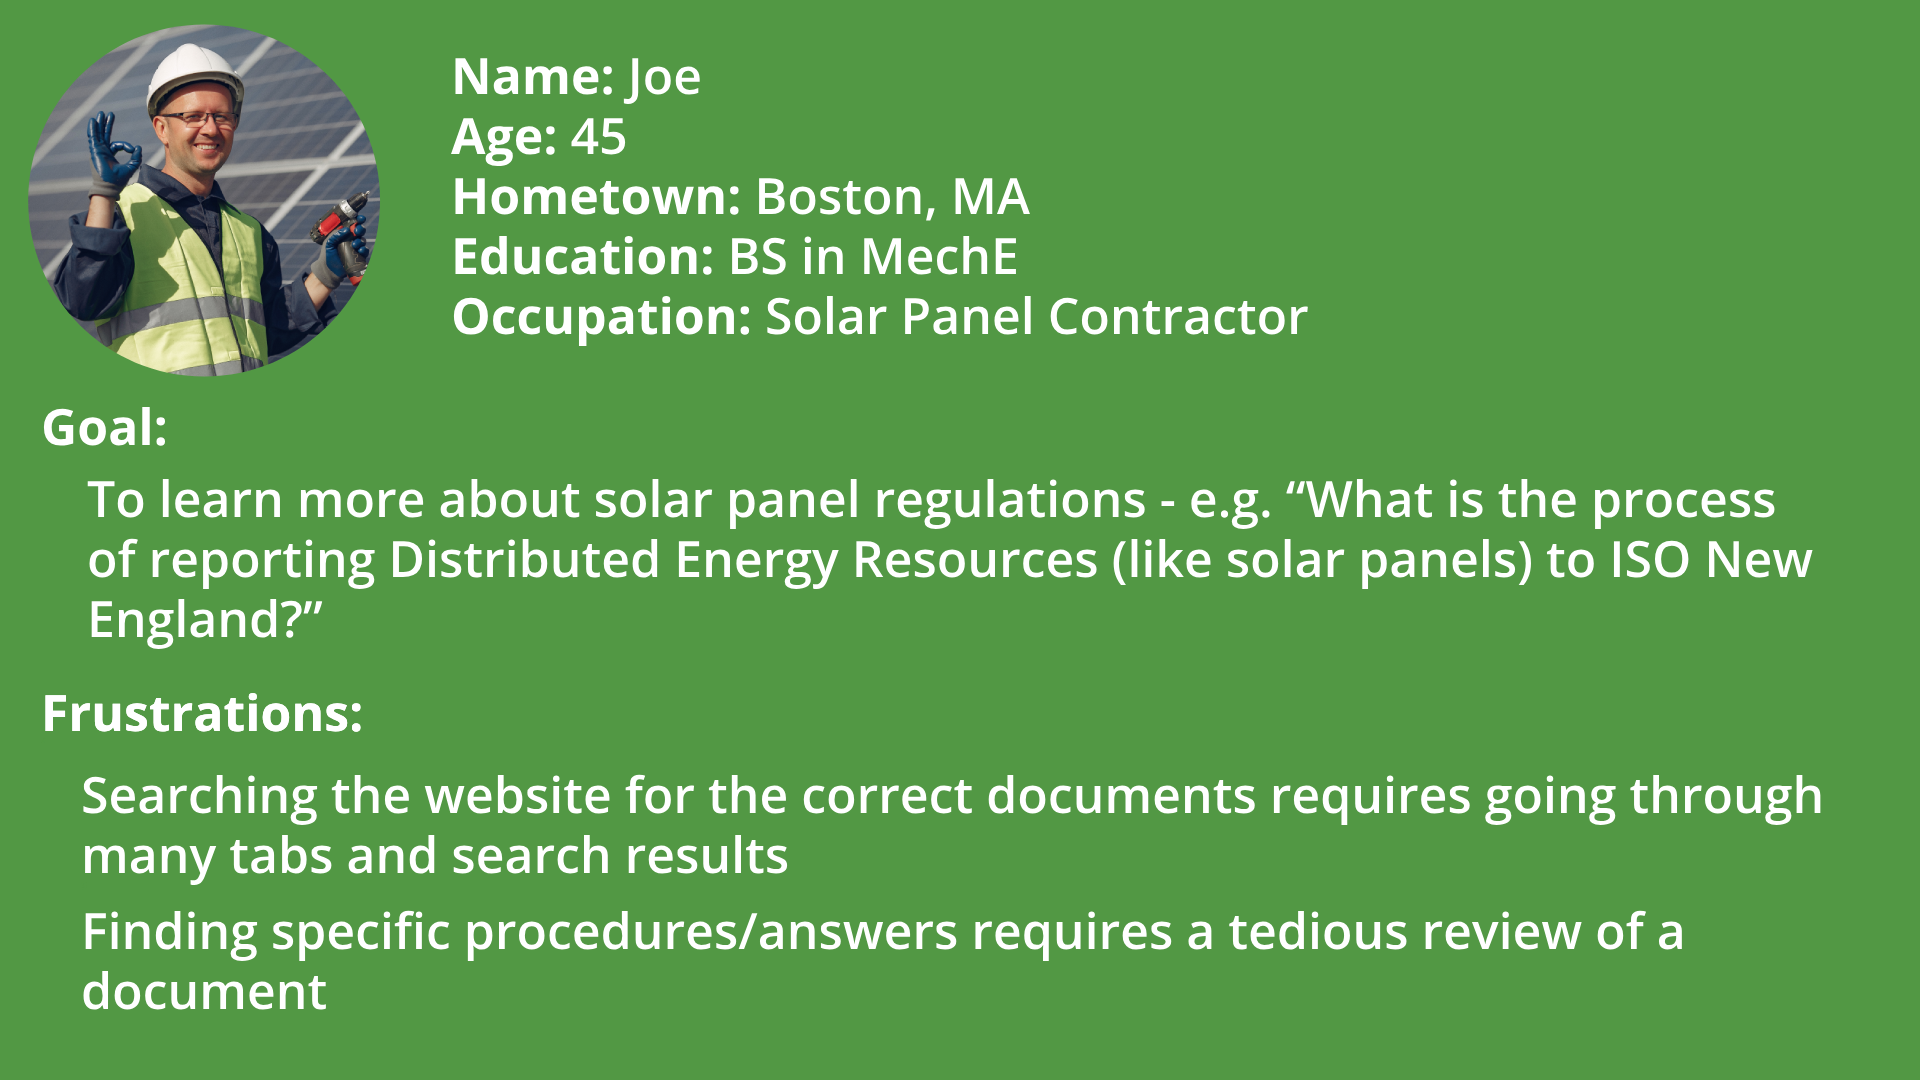 Name: Joe
Age: 45
Hometown: Boston, MA
Education: BS in MechE
Occupation: Solar Panel Contractor
Goal:
To learn more about solar panel regulations - e.g. “What is the process
of reporting Distributed Energy Resources (like solar panels) to ISO New
England?”
Frustrations:
Searching the website for the correct documents requires going through
many tabs and search results
Finding specific procedures/answers requires a tedious review of a
document